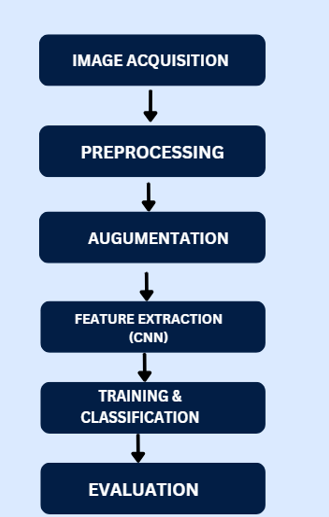 IMAGE ACQUISITION
PREPROCESSING
AUGUMENTATION
FEATURE EXTRACTION
(CNN)
TRAINING &
CLASSIFICATION
EVALUATION